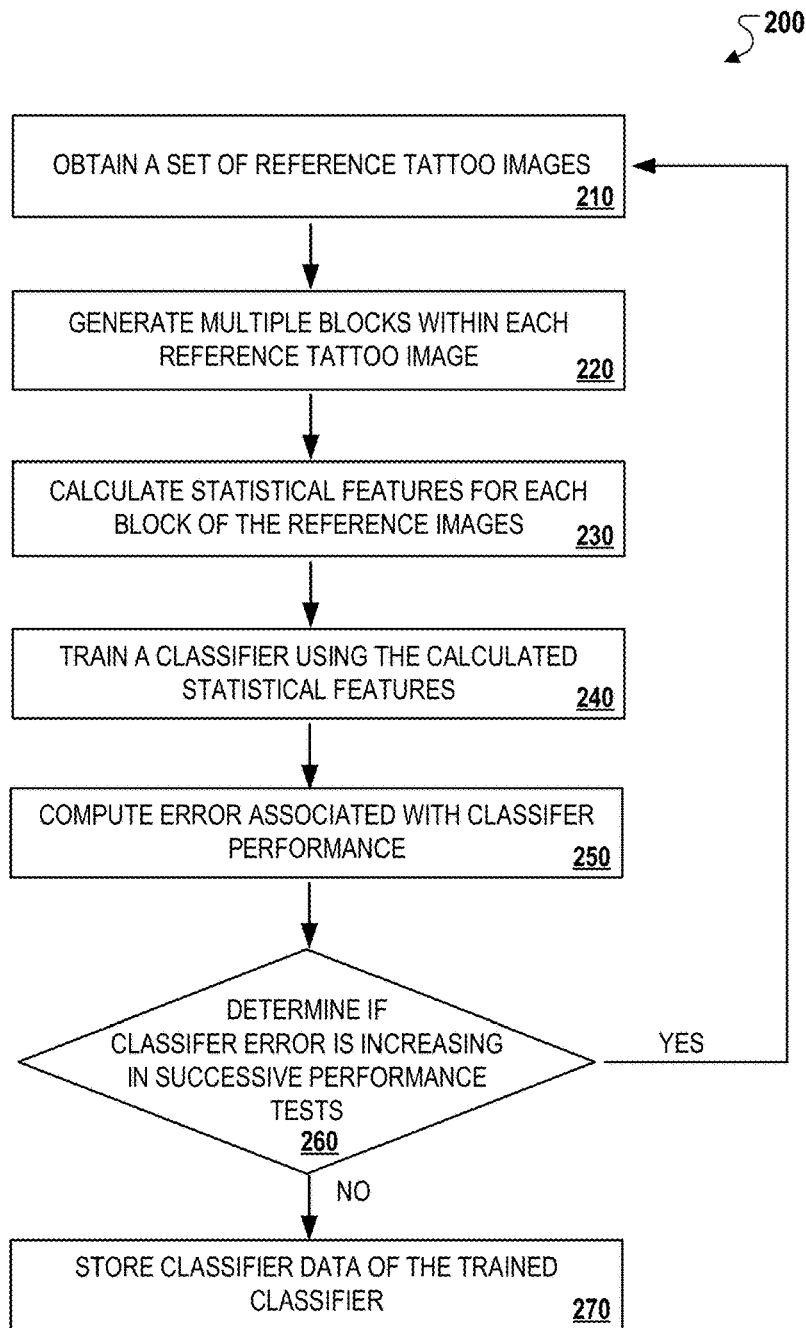 200
OBTAIN A SET OF REFERENCE TATTOO IMAGES
210
GENERATE MULTIPLE BLOCKS WITHIN EACH
REFERENCE TATTOO IMAGE
220
CALCULATE STATISTICAL FEATURES FOR EACH
BLOCK OF THE REFERENCE IMAGES
230
TRAIN A CLASSIFIER USING THE CALCULATED
STATISTICAL FEATURES
240
COMPUTE ERROR ASSOCIATED WITH CLASSIFER
PERFORMANCE
250
DETERMINE IF
CLASSIFER ERROR IS INCREASING
IN SUCCESSIVE PERFORMANCE
TESTS
260
YES
NO
STORE CLASSIFIER DATA OF THE TRAINED
CLASSIFIER
270